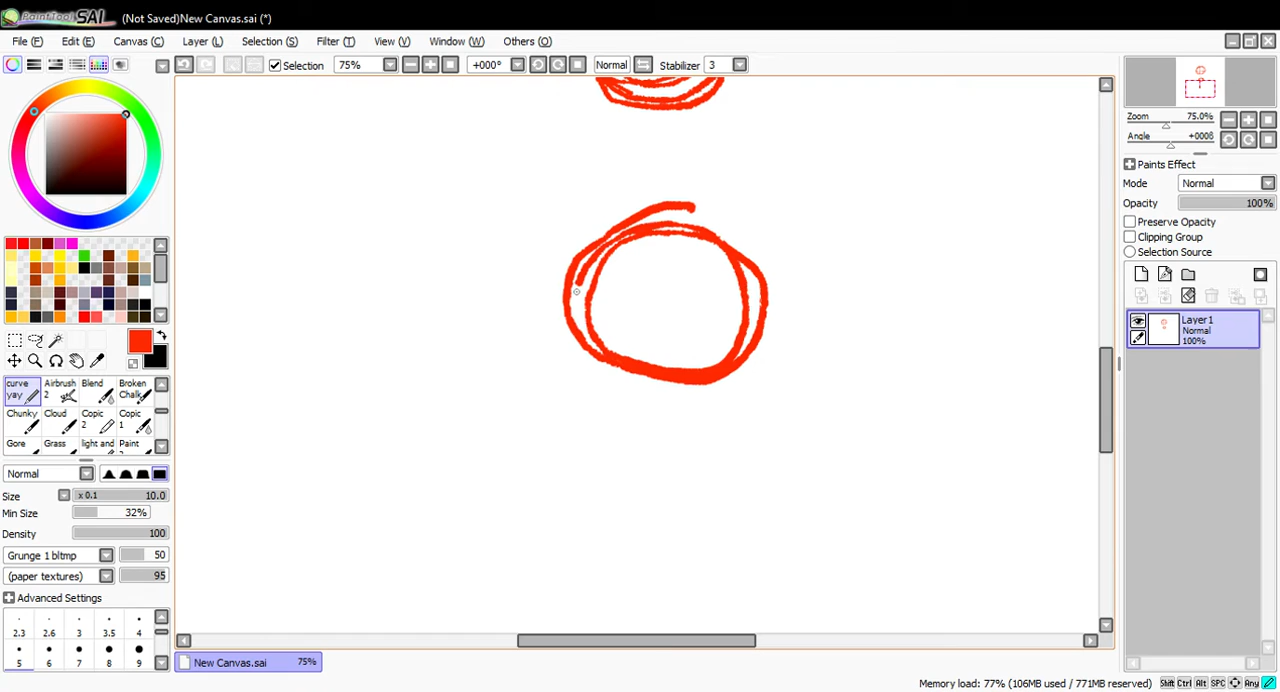 PaintTool SAI (Not Saved)New Canvas.sai (*)
File (F) Edit (E) Canvas (C) Layer (L) Selection (S) Filter (T) View (V) Window (W) Others (O)
Selection 75% +000° Normal Stabilizer 3
Zoom 75.0%
Angle +000θ
Paints Effect
Mode Normal
Opacity 100%
Preserve Opacity
Clipping Group
Selection Source
Layer1
Normal
100%
curve yay Airbrush 2 Blend Broken Chalk
Chunky Cloud Copic 2 Copic 1
Gore Grass light and Paint
Normal
Size x 0.1 10.0
Min Size 32%
Density 100
Grunge 1 bltmp 50
(paper textures) 95
Advanced Settings
2.3 2.6 3 3.5 4
5 6 7 8 9
New Canvas.sai 75%
Memory load: 77% (106MB used / 771MB reserved) Shift Ctrl Alt SPC Any